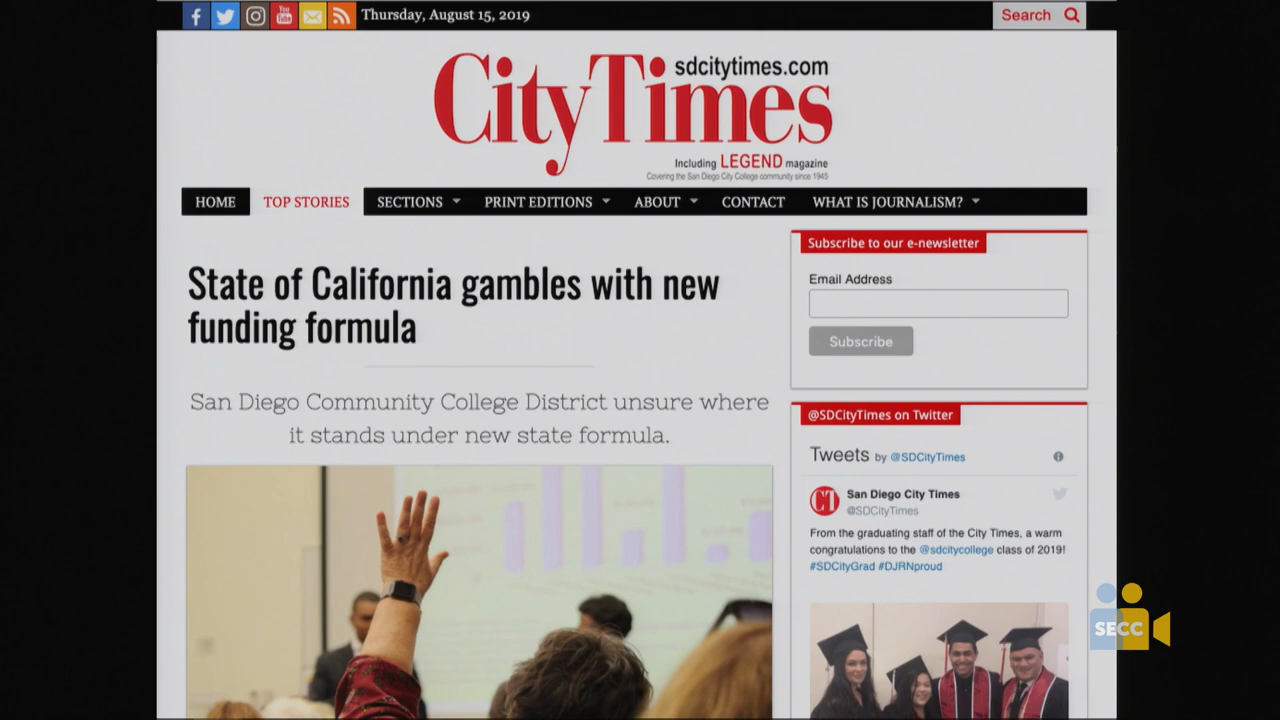 You Tube
Thursday, August 15, 2019
Search
CityTimes
sdcitytimes.com
Including LEGEND magazine
Covering the San Diego City College community since 1945
HOME
TOP STORIES
SECTIONS
PRINT EDITIONS
ABOUT
CONTACT
WHAT IS JOURNALISM?
State of California gambles with new
funding formula
San Diego Community College District unsure where
it stands under new state formula.
Subscribe to our e-newsletter
Email Address
Subscribe
@SDCityTimes on Twitter
Tweets by @SDCityTimes
CT
San Diego City Times
@SDCityTimes
From the graduating staff of the City Times, a warm
congratulations to the @sdcitycollege class of 2019!
#SDCityGrad #DJRNproud
SECC